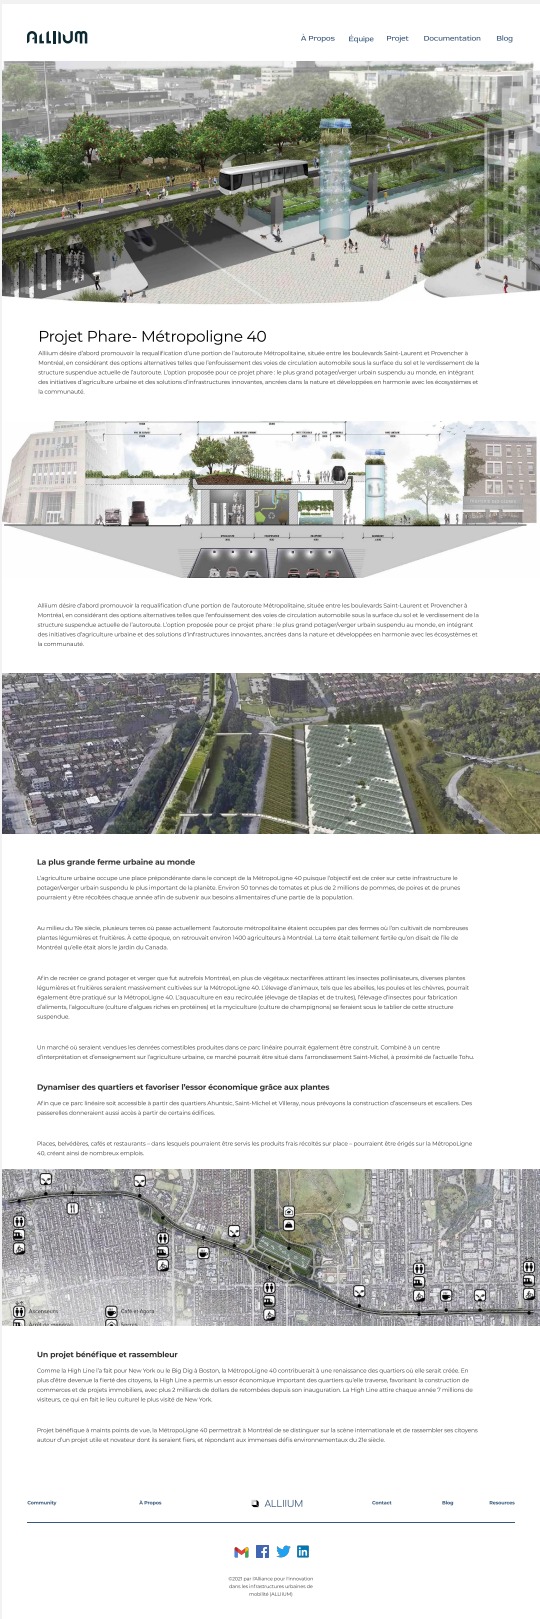 ALLIIUM
À Propos Équipe Projet Documentation Blog
Projet Phare- Métropoligne 40
Alliium désire d'abord promouvoir la requalification d'une portion de l'autoroute Métropolitaine, située entre les boulevards Saint-Laurent et Provencher à
Montréal, en considérant des options alternatives telles que l'enfouissement des voies de circulation automobile sous la surface du sol et le verdissement de la
structure suspendue actuelle de l'autoroute. L'option proposée pour ce projet phare : le plus grand potager/verger urbain suspendu au monde, en intégrant
des initiatives d'agriculture urbaine et des solutions d'infrastructures innovantes, ancrées dans la nature et développées en harmonie avec les écosystèmes et
la communauté.
Alliium désire d'abord promouvoir la requalification d'une portion de l'autoroute Métropolitaine, située entre les boulevards Saint-Laurent et Provencher à
Montréal, en considérant des options alternatives telles que l'enfouissement des voies de circulation automobile sous la surface du sol et le verdissement de la
structure suspendue actuelle de l'autoroute. L'option proposée pour ce projet phare : le plus grand potager/verger urbain suspendu au monde, en intégrant
des initiatives d'agriculture urbaine et des solutions d'infrastructures innovantes, ancrées dans la nature et développées en harmonie avec les écosystèmes et
la communauté.
La plus grande ferme urbaine au monde
L'agriculture urbaine occupe une place prépondérante dans le concept de la MétropoLigne 40 puisque l'objectif est de créer sur cette infrastructure le
potager/verger urbain suspendu le plus important de la planète. Environ 50 tonnes de tomates et plus de 2 millions de pommes, de poires et de prunes
pourraient y être récoltées chaque année afin de subvenir aux besoins alimentaires d'une partie de la population.
Au milieu du 19e siècle, plusieurs terres où passe actuellement l'autoroute métropolitaine étaient occupées par des fermes où l'on cultivait de nombreuses
plantes légumières et fruitières. À cette époque, on retrouvait environ 1400 agriculteurs à Montréal. La terre était tellement fertile qu'on disait de l'île de
Montréal qu'elle était alors le jardin du Canada.
Afin de recréer ce grand potager et verger que fut autrefois Montréal, en plus de végétaux nectarifères attirant les insectes pollinisateurs, diverses plantes
légumières et fruitières seraient massivement cultivées sur la MétropoLigne 40. L'élevage d'animaux, tels que les abeilles, les poules et les chèvres, pourrait
également être pratiqué sur la MétropoLigne 40. L'aquaculture en eau recirculée (élevage de tilapias et de truites), l'élevage d'insectes pour fabrication
d'aliments, l'algoculture (culture d'algues riches en protéines) et la myciculture (culture de champignons) se feraient sous le tablier de cette structure
suspendue.
Un marché où seraient vendues les denrées comestibles produites dans ce parc linéaire pourrait également être construit. Combiné à un centre
d'interprétation et d'enseignement sur l'agriculture urbaine, ce marché pourrait être situé dans l'arrondissement Saint-Michel, à proximité de l'actuelle Tohu.
Dynamiser des quartiers et favoriser l'essor économique grâce aux plantes
Afin que ce parc linéaire soit accessible à partir des quartiers Ahuntsic, Saint-Michel et Villeray, nous prévoyons la construction d'ascenseurs et escaliers. Des
passerelles donneraient aussi accès à partir de certains édifices.
Places, belvédères, cafés et restaurants – dans lesquels pourraient être servis les produits frais récoltés sur place – pourraient être érigés sur la MétropoLigne
40, créant ainsi de nombreux emplois.
Ascenseurs Café et Agora
Un projet bénéfique et rassembleur
Comme la High Line l'a fait pour New York ou le Big Dig à Boston, la MétropoLigne 40 contribuerait à une renaissance des quartiers où elle serait créée. En
plus d'être devenue la fierté des citoyens, la High Line a permis un essor économique important des quartiers qu'elle traverse, favorisant la construction de
commerces et de projets immobiliers, avec plus 2 milliards de dollars de retombées depuis son inauguration. La High Line attire chaque année 7 millions de
visiteurs, ce qui en fait le lieu culturel le plus visité de New York.
Projet bénéfique à maints points de vue, la MétropoLigne 40 permettrait à Montréal de se distinguer sur la scène internationale et de rassembler ses citoyens
autour d'un projet utile et novateur dont ils seraient fiers, et répondant aux immenses défis environnementaux du 21e siècle.
Community À Propos ALLIIUM Contact Blog Resources
©2021 par l'Alliance pour l'innovation
dans les infrastructures urbaines de
mobilité (ALLIUM)